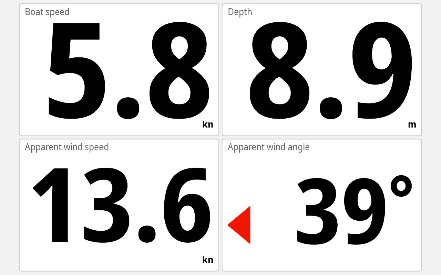 Boat speed
5.8
kn
Depth
8.9
m
Apparent wind speed
13.6
kn
Apparent wind angle
39°